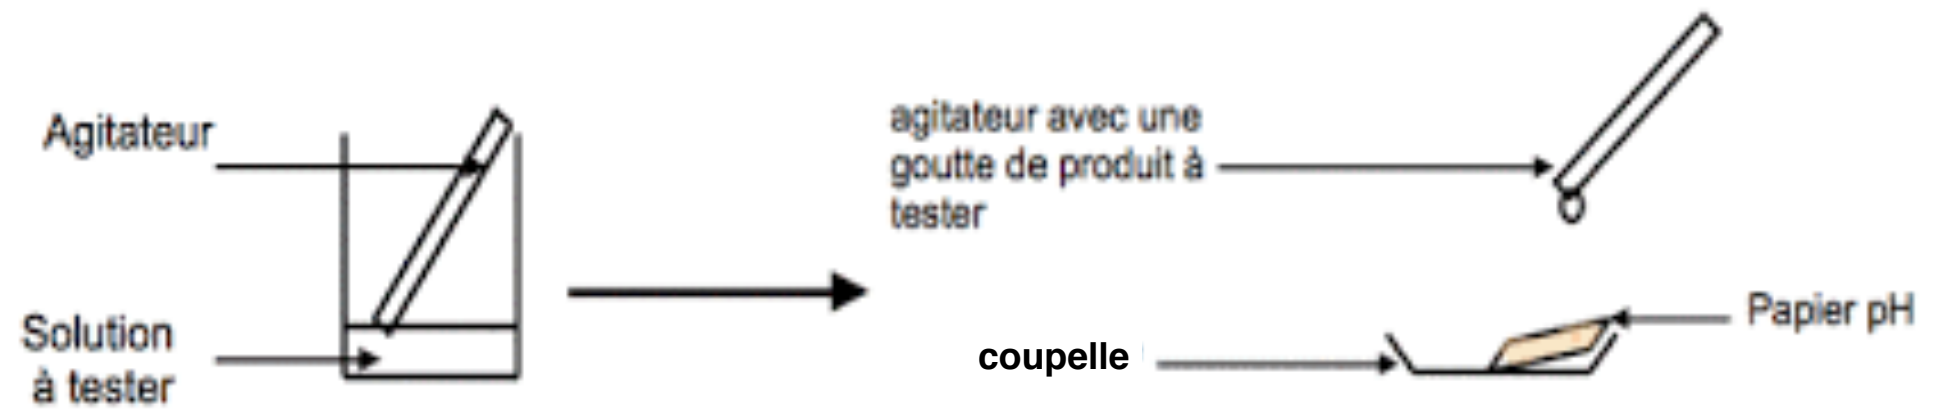 Agitateur
Solution
à tester
agitateur avec une
goutte de produit à
tester
coupelle
Papier pH